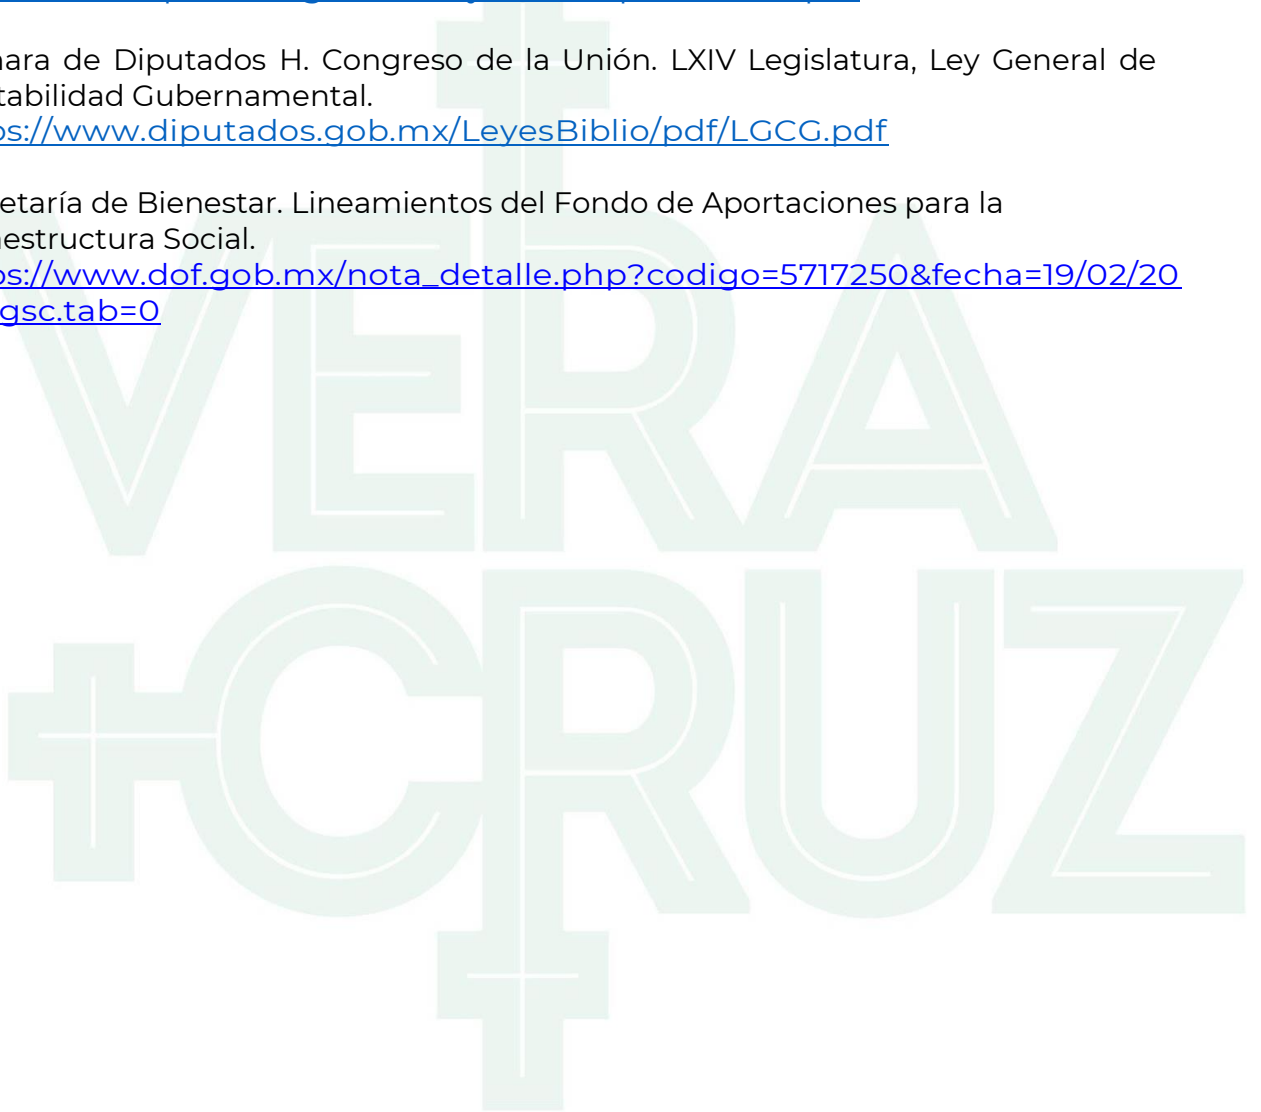 ara de Diputados H. Congreso de la Unión. LXIV Legislatura, Ley General de
tabilidad Gubernamental.
ps://www.diputados.gob.mx/LeyesBiblio/pdf/LGCG.pdf
etaría de Bienestar. Lineamientos del Fondo de Aportaciones para la
estructura Social.
ps://www.dof.gob.mx/nota_detalle.php?codigo=5717250&fecha=19/02/20
gsc.tab=0
VERA
CRUZ